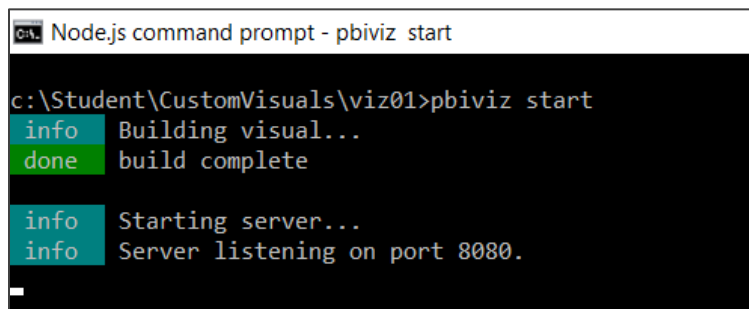 C:\. Node.js command prompt - pbiviz  start
c:\Student\CustomVisuals\viz01>pbiviz start
info   Building visual...
done   build complete
info   Starting server...
info   Server listening on port 8080.